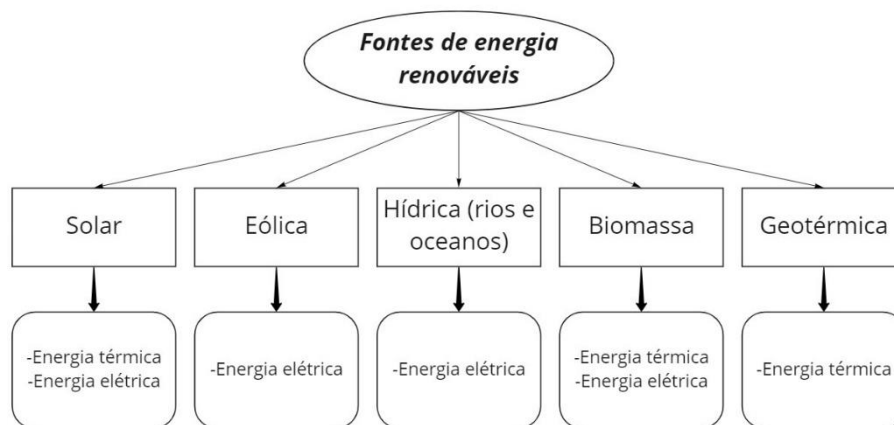 Fontes de energia
renováveis
Solar
Eólica
Hídrica (rios e
oceanos)
Biomassa
Geotérmica
-Energia térmica
-Energia elétrica
-Energia elétrica
-Energia elétrica
-Energia térmica
-Energia elétrica
-Energia térmica